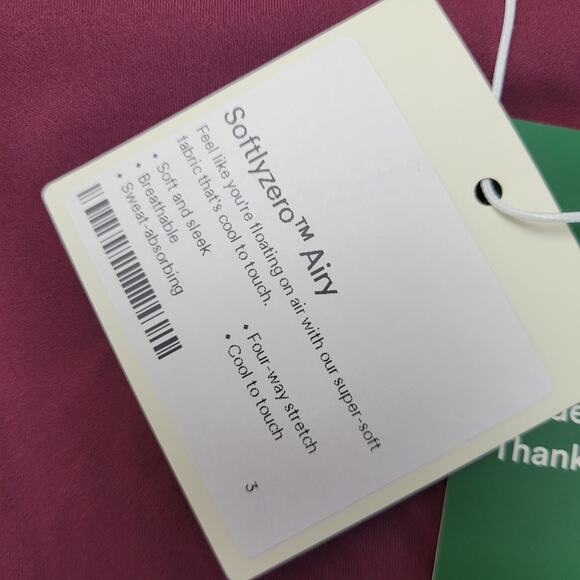 Softlyzero™ Airy
Feel like you're floating on air with our super-soft
fabric that's cool to touch.
• Soft and sleek
• Breathable
• Sweat-absorbing
• Four-way stretch
• Cool to touch
3
Thank